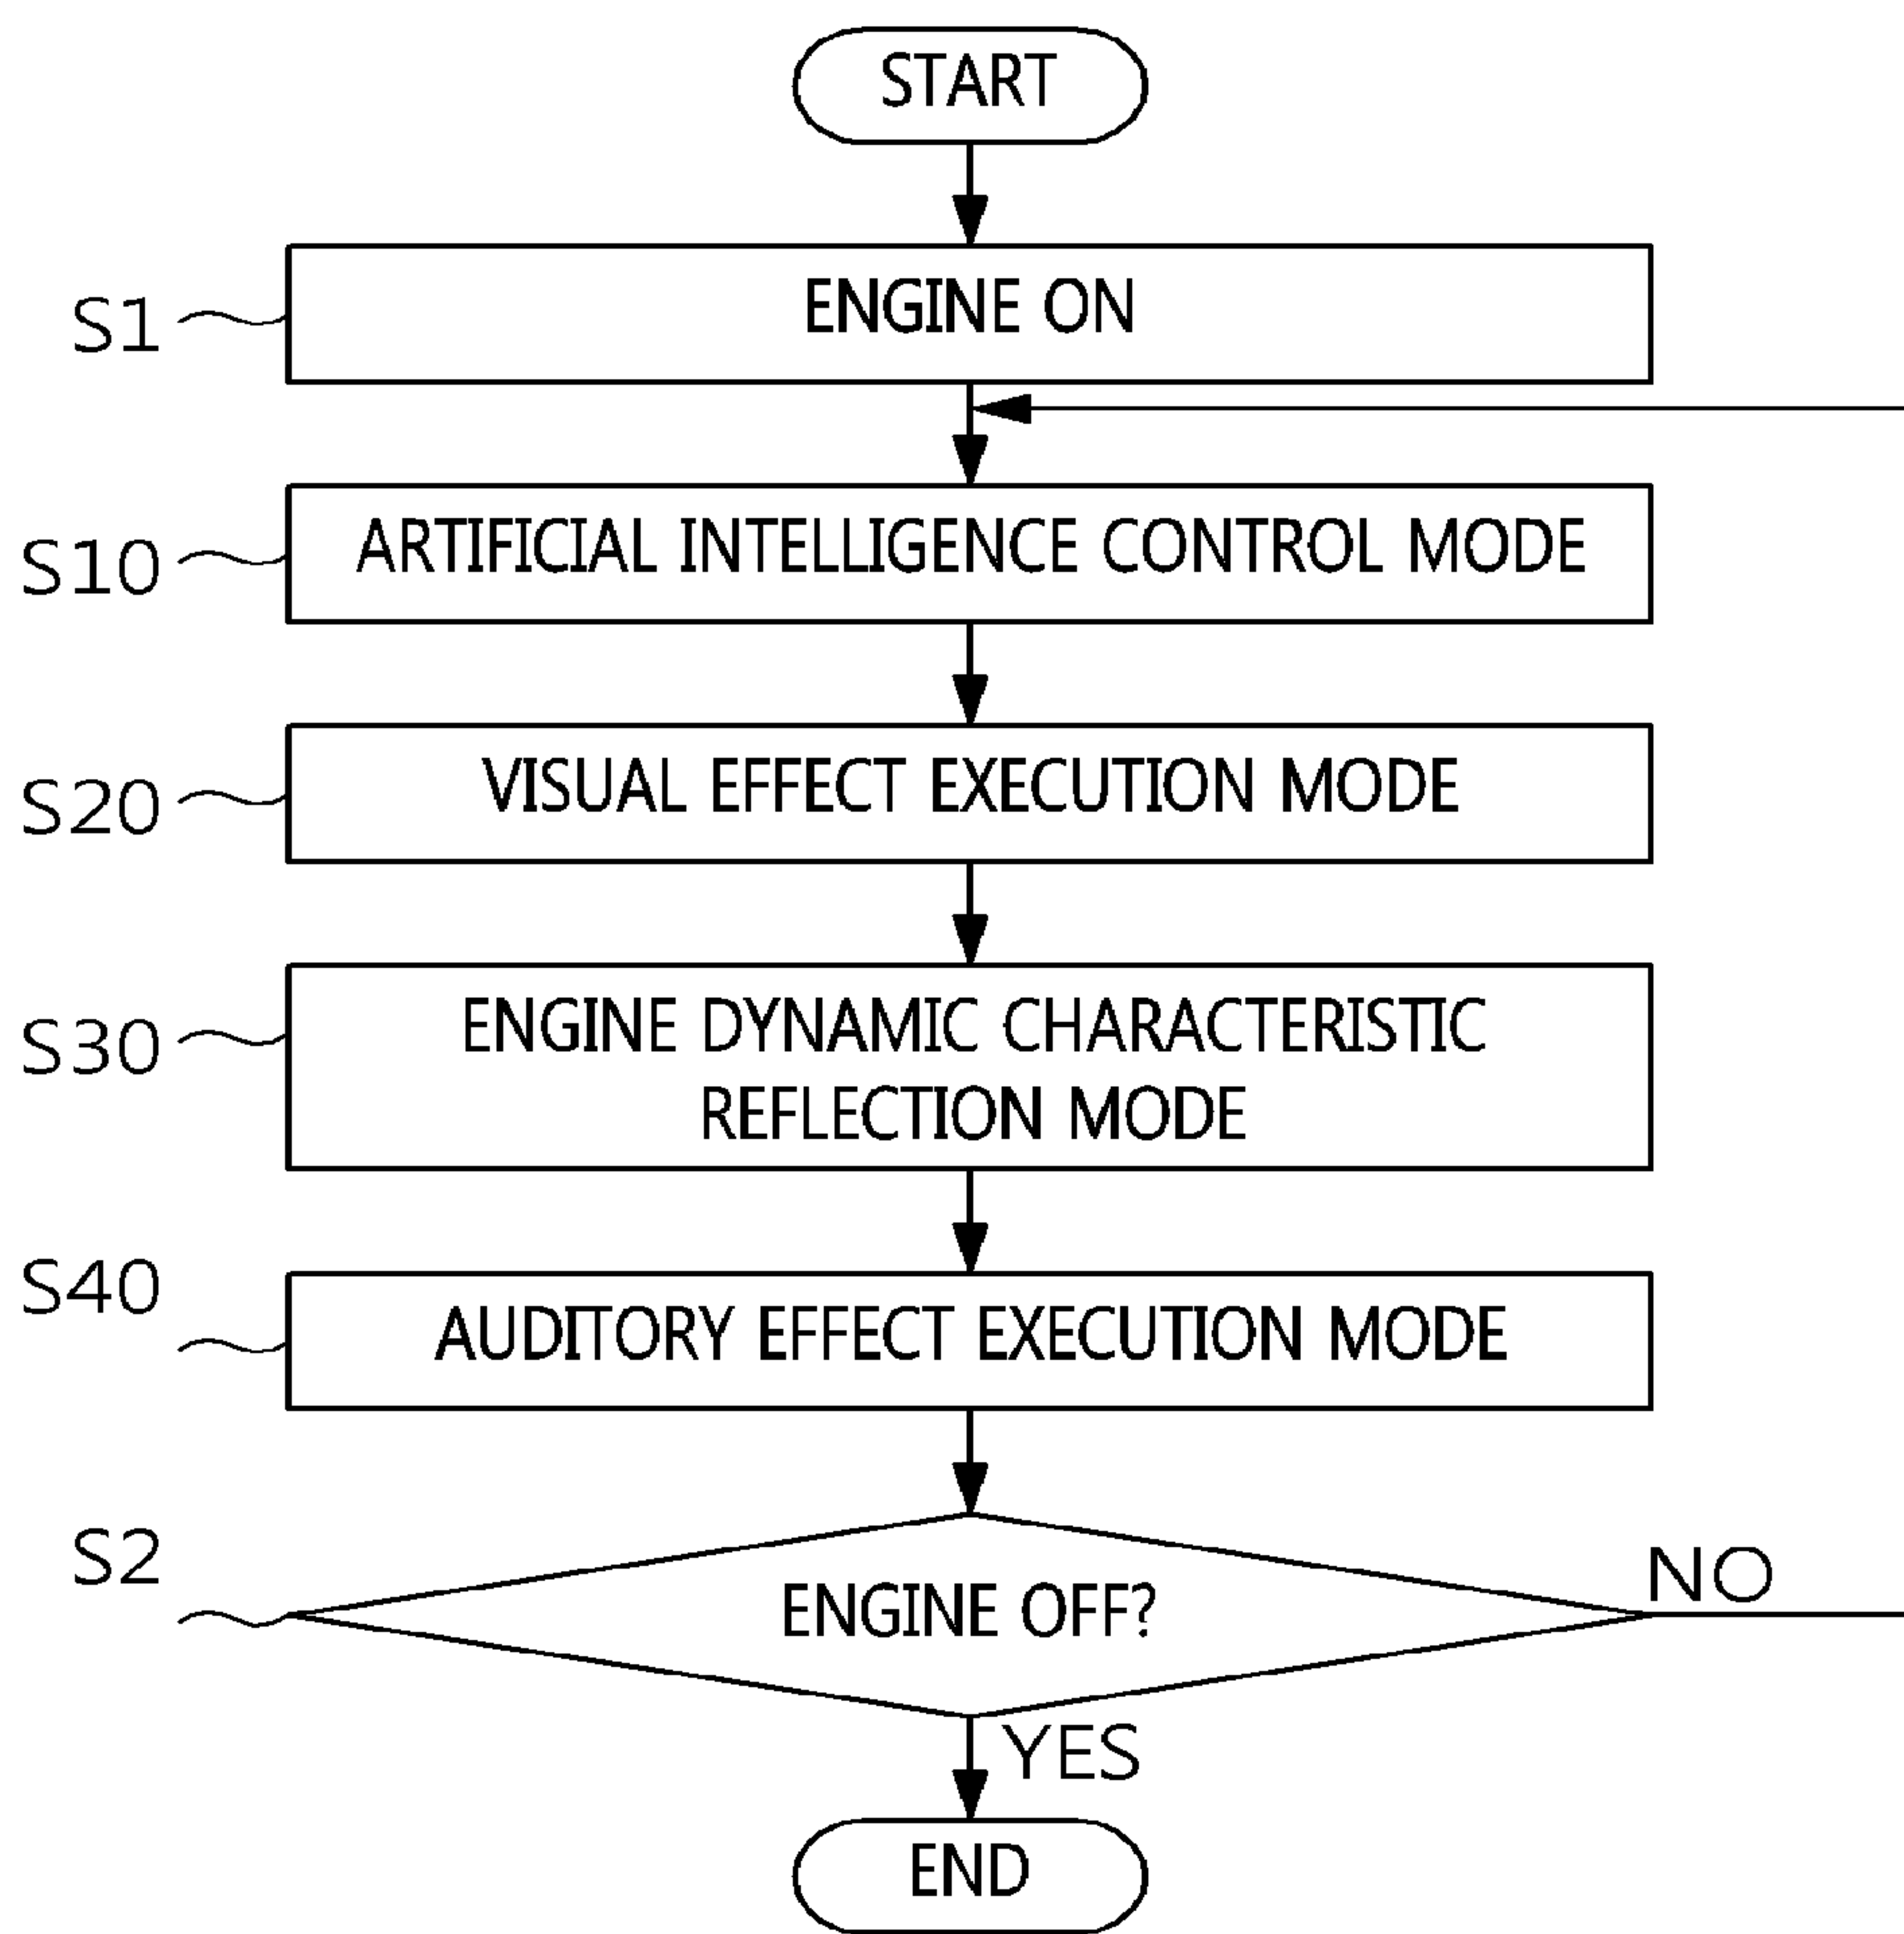 START
S1
ENGINE ON
S10
ARTIFICIAL INTELLIGENCE CONTROL MODE
S20
VISUAL EFFECT EXECUTION MODE
S30
ENGINE DYNAMIC CHARACTERISTIC
REFLECTION MODE
S40
AUDITORY EFFECT EXECUTION MODE
S2
ENGINE OFF?
NO
YES
END